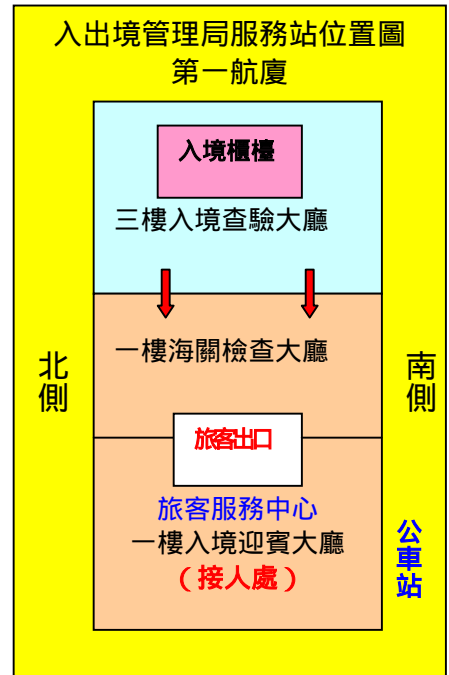 入出境管理局服務站位置圖
第一航廈
入境櫃檯
三樓入境查驗大廳
一樓海關檢查大廳
北側
南側
旅客出口
旅客服務中心
一樓入境迎賓大廳
（接人處）
公車站